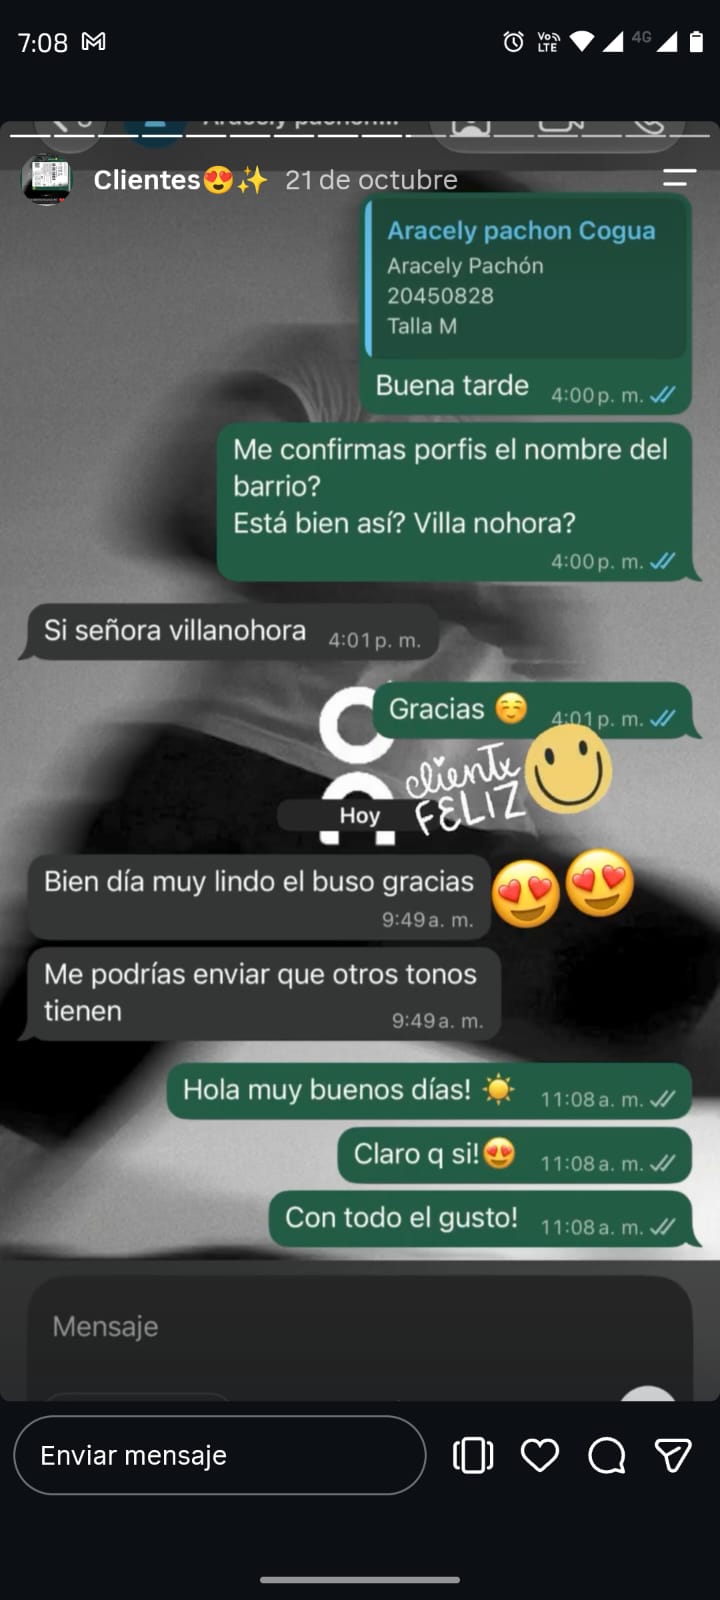 7:08
4G
VoLTE
Clientes😍✨ 21 de octubre
Aracely pachon Cogua
Aracely Pachón
20450828
Talla M
Buena tarde 4:00 p. m.
Me confirmas porfis el nombre del
barrio?
Está bien así? Villa nohora?
4:00 p. m.
Si señora villanohora 4:01 p. m.
Gracias ☺️ 4:01 p. m.
cliente
FELIZ
Hoy
Bien día muy lindo el buso gracias
9:49 a. m.
Me podrías enviar que otros tonos
tienen 9:49 a. m.
Hola muy buenos días! ☀️ 11:08 a. m.
Claro q si!😍 11:08 a. m.
Con todo el gusto! 11:08 a. m.
Mensaje
Enviar mensaje